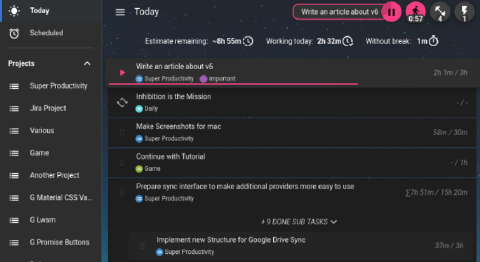 Today
Scheduled
Projects
Super Productivity
Jira Project
Various
Game
Another Project
G Material CSS Va...
G Lwsm
G Promise Buttons
Today
Write an article about v6
0:57
4
1
Estimate remaining: ~8h 55m
Working today: 2h 32m
Without break: 1m
Write an article about v6
Super Productivity
important
2h 1m / 3h
Inhibition is the Mission
Daily
- / -
Make Screenshots for mac
Super Productivity
58m / 30m
Continue with Tutorial
Game
- / 1h
Prepare sync interface to make additional providers more easy to use
Super Productivity
∑7h 51m / 15h 20m
+ 9 DONE SUB TASKS
Implement new Structure for Google Drive Sync
Super Productivity
37m / 3h